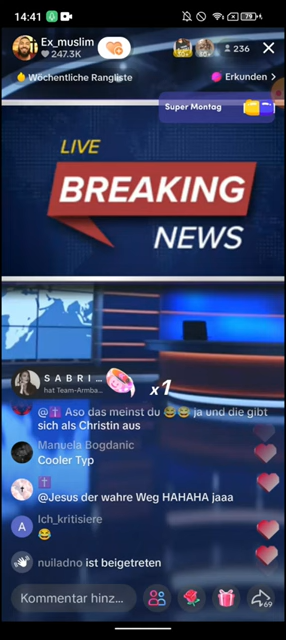 14:41
79
Ex_muslim
247.3K
236
Wöchentliche Rangliste
Erkunden >
Super Montag
LIVE
BREAKING
NEWS
S A B R I ...
hat Team-Armba...
x1
@✝️ Aso das meinst du 😂😂 ja und die gibt
sich als Christin aus
Manuela Bogdanic
Cooler Typ
✝️
@Jesus der wahre Weg HAHAHA jaaa
A
Ich_kritisiere
😂
nuiladno ist beigetreten
Kommentar hinz...
69